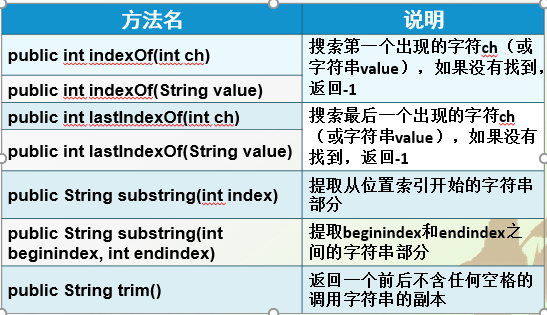 方法名
说明
public int indexOf(int ch)
public int indexOf(String value)
搜索第一个出现的字符ch（或
字符串value），如果没有找到，
返回-1
public int lastIndexOf(int ch)
public int lastIndexOf(String value)
搜索最后一个出现的字符ch
（或字符串value），如果没有
找到，返回-1
public String substring(int index)
提取从位置索引开始的字符串
部分
public String substring(int
beginindex, int endindex)
提取beginindex和endindex之
间的字符串部分
public String trim()
返回一个前后不含任何空格的
调用字符串的副本